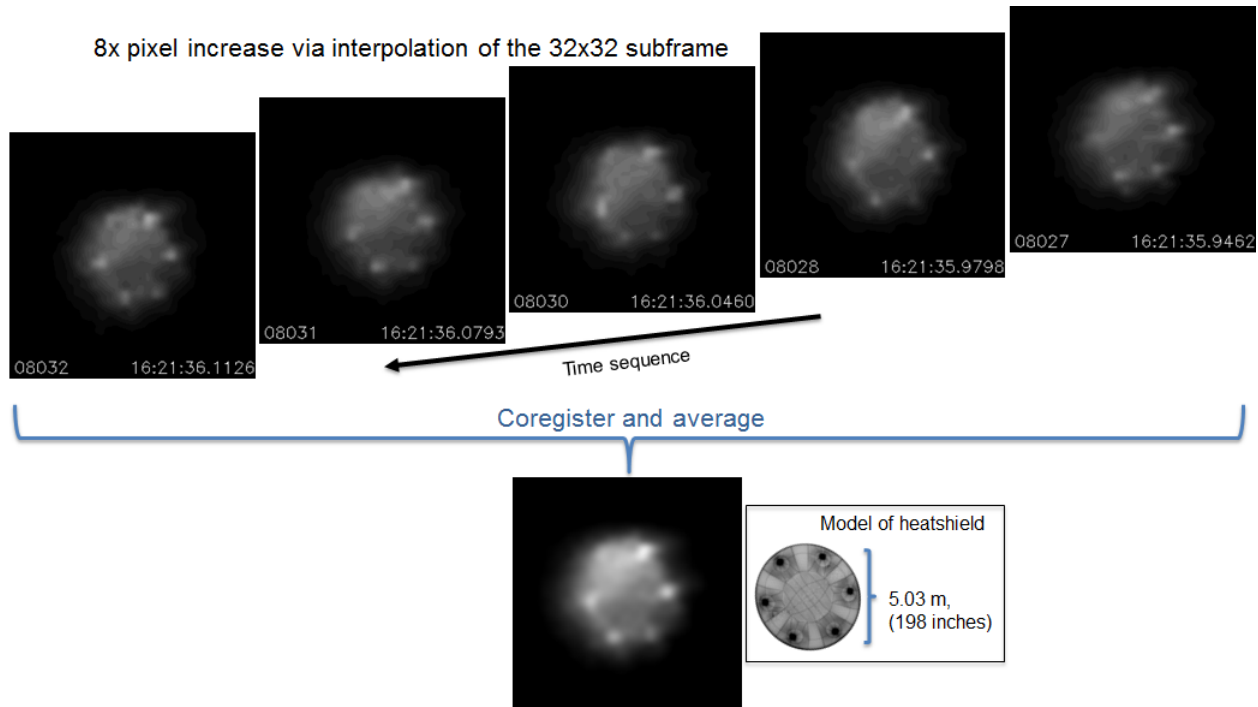 8x pixel increase via interpolation of the 32x32 subframe
08032 16:21:36.1126
08031 16:21:36.0793
08030 16:21:36.0460
08028 16:21:35.9798
08027 16:21:35.9462
Time sequence
Coregister and average
Model of heatshield
5.03 m,
(198 inches)